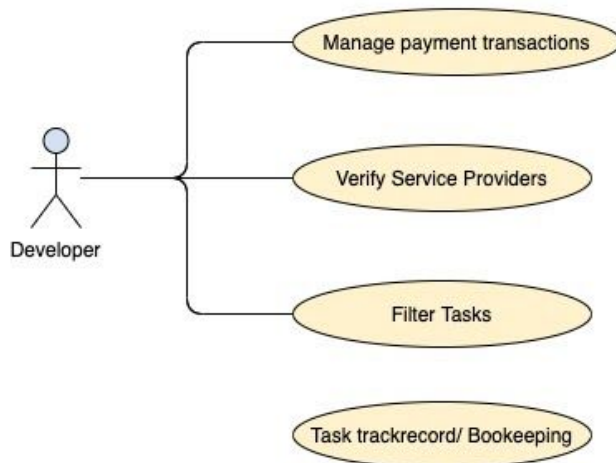 Manage payment transactions
Verify Service Providers
Developer
Filter Tasks
Task trackrecord/ Bookeeping